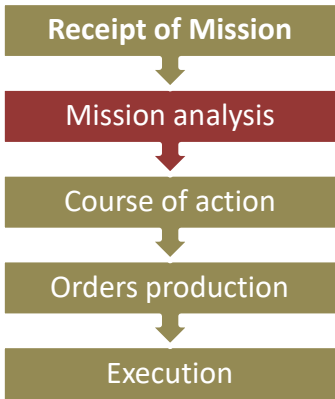 Receipt of Mission
Mission analysis
Course of action
Orders production
Execution